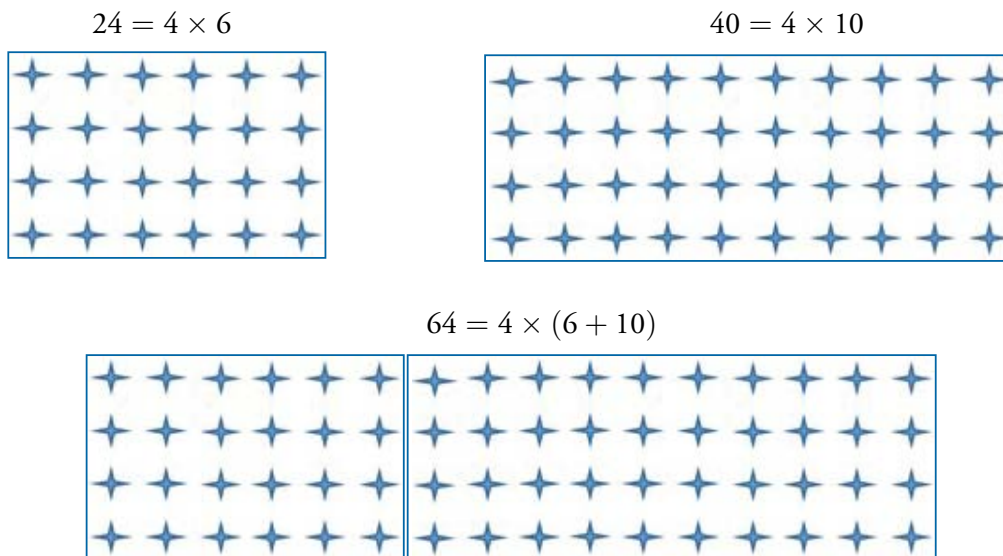 24 = 4 × 6
40 = 4 × 10
64 = 4 × (6 + 10)